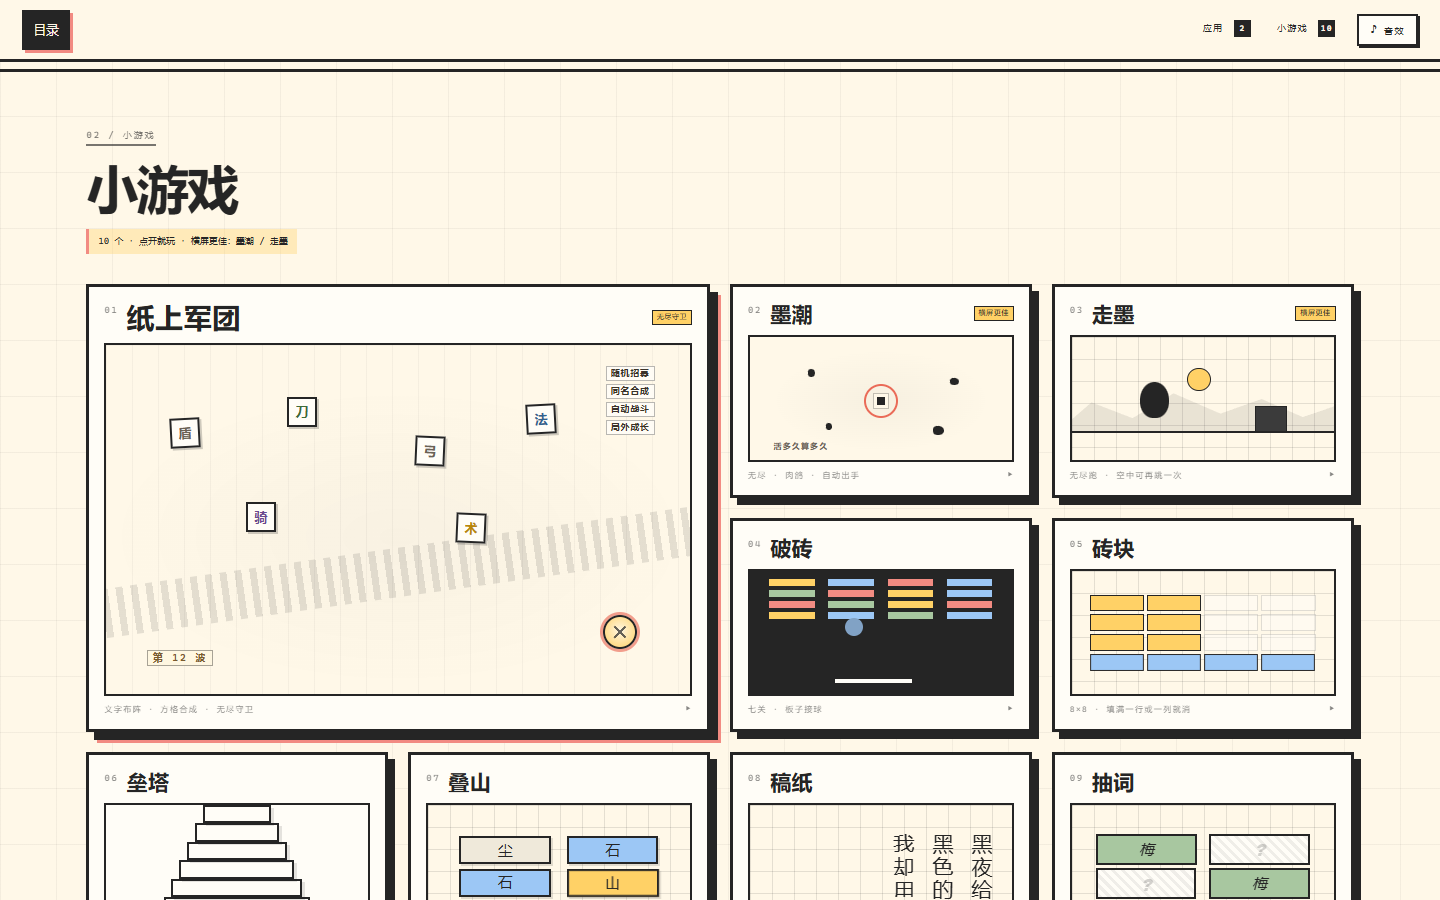 目录
应用 2
小游戏 10
♪ 音效
02 / 小游戏
小游戏
10 个 · 点开就玩 · 横屏更佳: 墨潮 / 走墨
01 纸上军团
无尽守卫
随机招募
同名合成
自动战斗
局外成长
盾
刀
弓
法
骑
术
第 12 波
文字布阵 · 方格合成 · 无尽守卫
02 墨潮
横屏更佳
活多久算多久
无尽 · 肉鸽 · 自动出手
03 走墨
横屏更佳
无尽跑 · 空中可再跳一次
04 破砖
七关 · 板子接球
05 砖块
8×8 · 填满一行或一列就消
06 垒塔
07 叠山
尘 石
石 山
08 稿纸
黑夜给
黑色的
我却用
09 抽词
梅 ?
? 梅